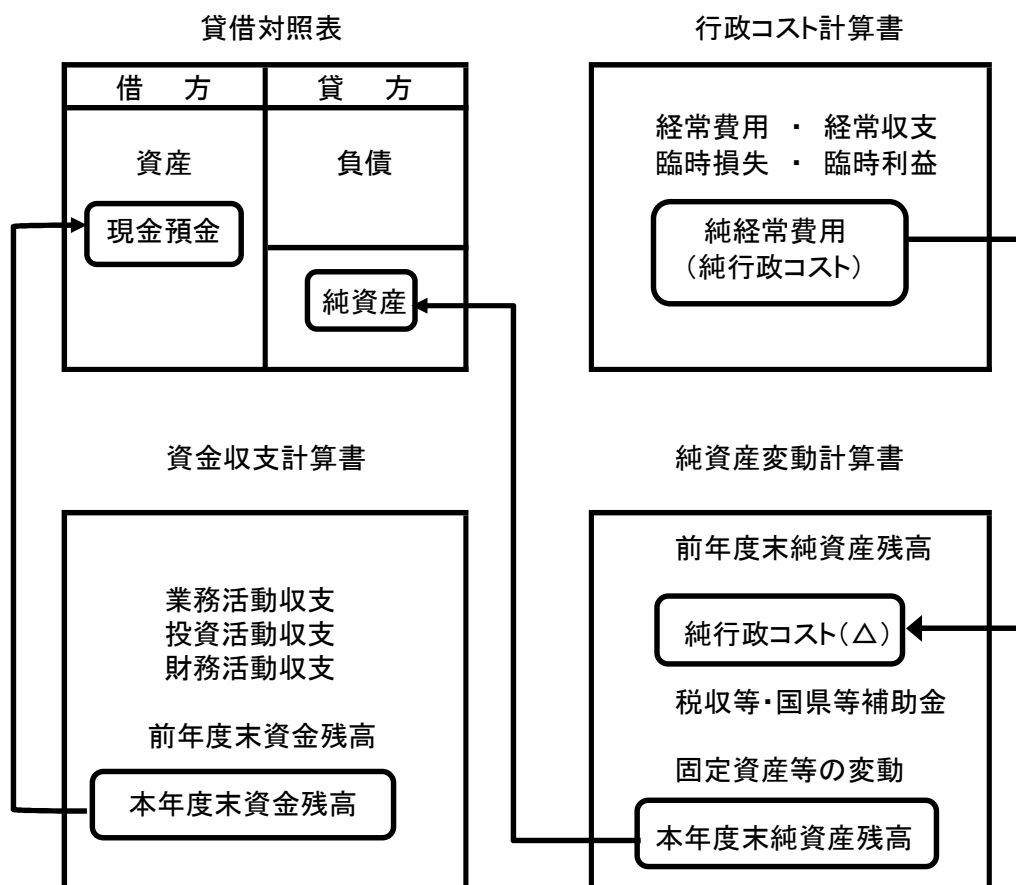 貸借対照表
借 方
貸 方
資産
現金預金
負債
純資産
行政コスト計算書
経常費用 ・ 経常収支
臨時損失 ・ 臨時利益
純経常費用
(純行政コスト)
資金収支計算書
業務活動収支
投資活動収支
財務活動収支
前年度末資金残高
本年度末資金残高
純資産変動計算書
前年度末純資産残高
純行政コスト(△)
税収等・国県等補助金
固定資産等の変動
本年度末純資産残高